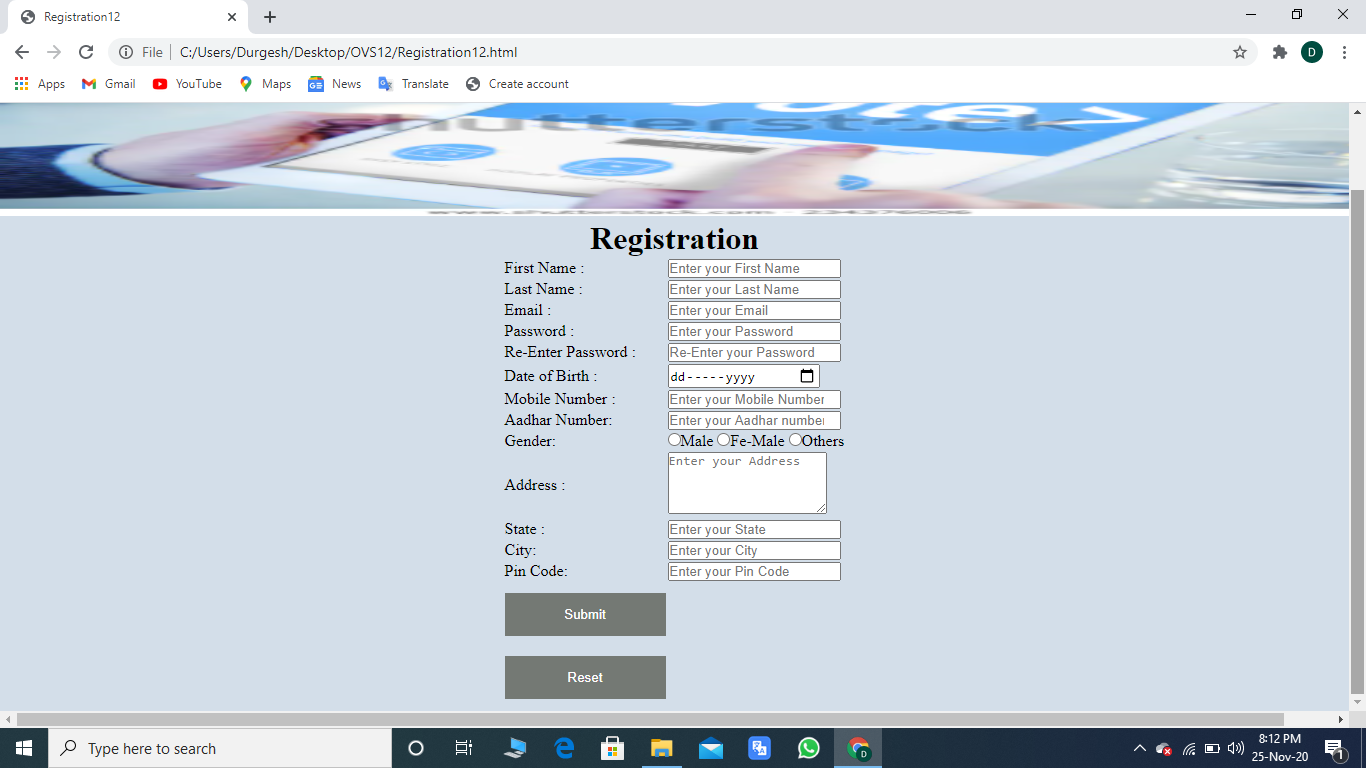 Registration12
File C:/Users/Durgesh/Desktop/OVS12/Registration12.html
D
Apps Gmail YouTube Maps News Translate Create account
shutterstock
www.shutterstock.com
Registration
First Name : Enter your First Name
Last Name : Enter your Last Name
Email : Enter your Email
Password : Enter your Password
Re-Enter Password : Re-Enter your Password
Date of Birth : dd-----yyyy
Mobile Number : Enter your Mobile Number
Aadhar Number: Enter your Aadhar number
Gender: Male Fe-Male Others
Address : Enter your Address
State : Enter your State
City: Enter your City
Pin Code: Enter your Pin Code
Submit
Reset
Type here to search
8:12 PM
25-Nov-20
1